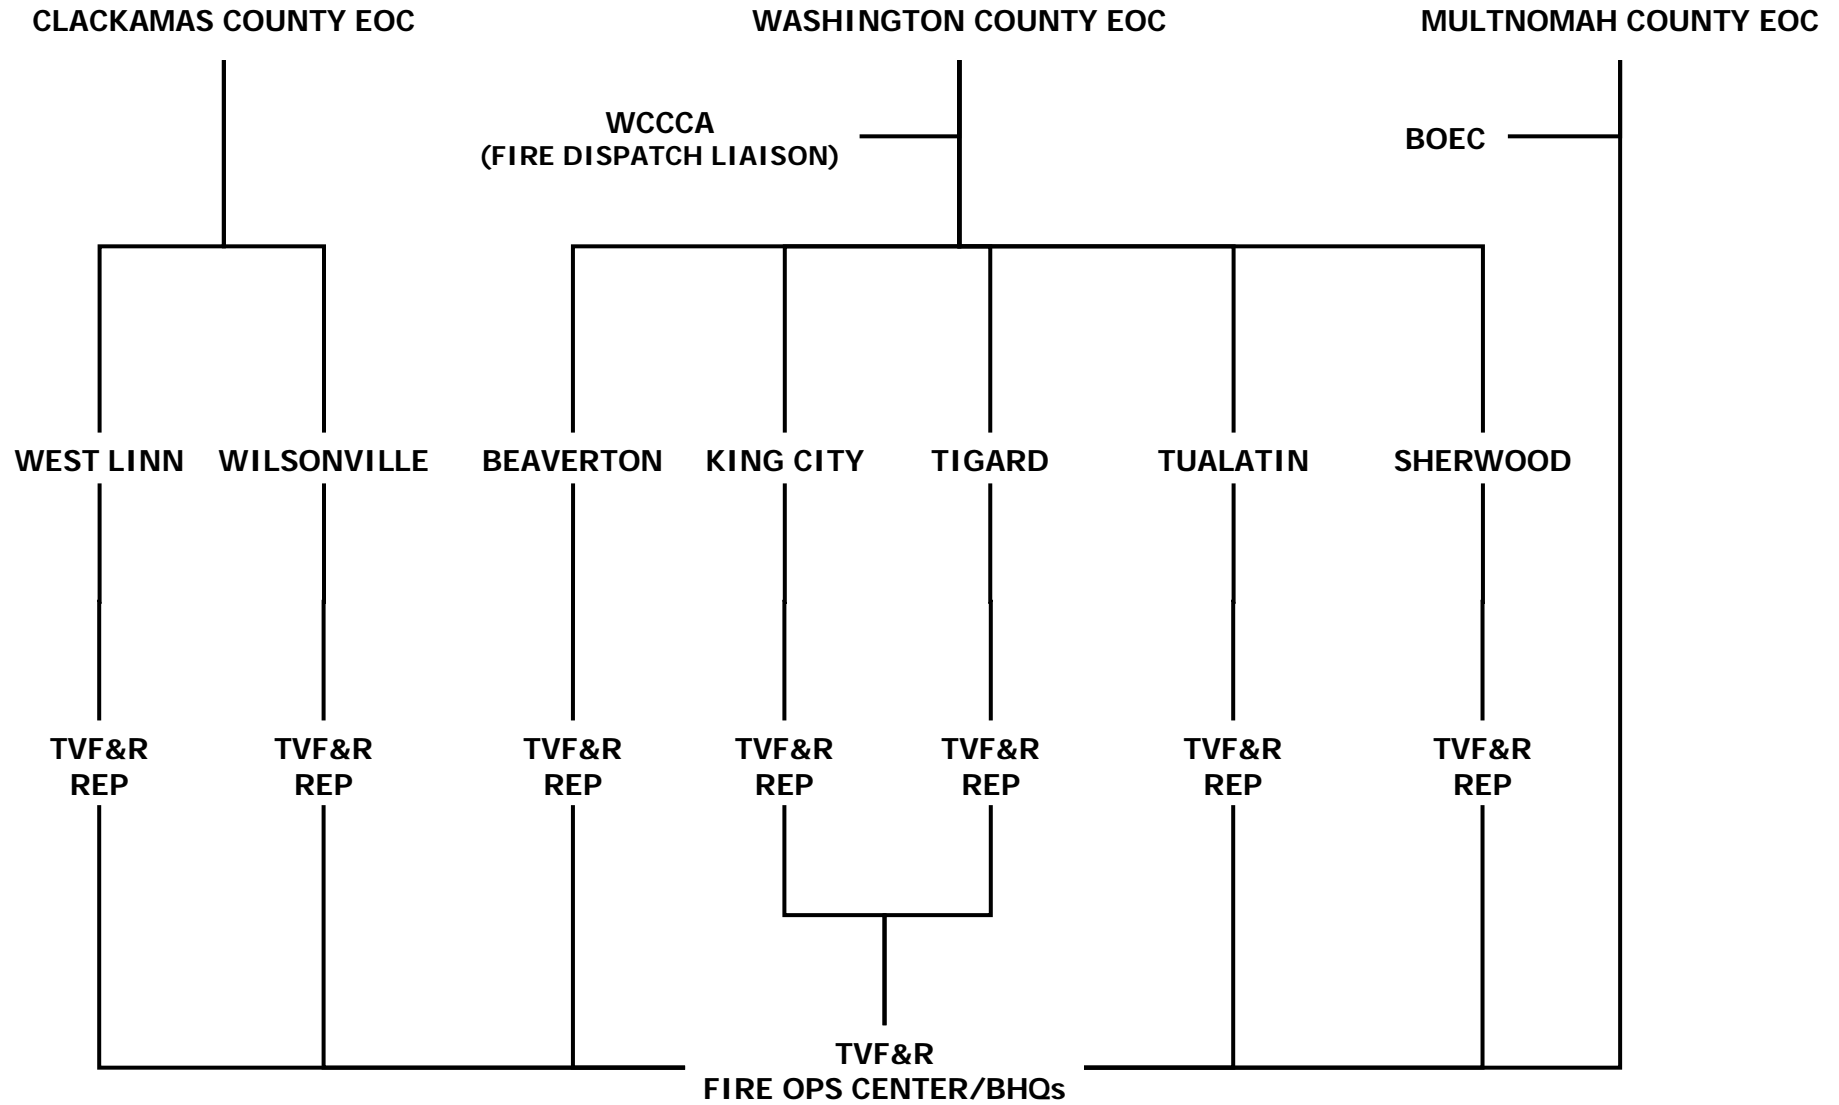 CLACKAMAS COUNTY EOC
WASHINGTON COUNTY EOC
MULTNOMAH COUNTY EOC
WCCCA
(FIRE DISPATCH LIAISON)
BOEC
WEST LINN
WILSONVILLE
BEAVERTON
KING CITY
TIGARD
TUALATIN
SHERWOOD
TVF&R
REP
TVF&R
REP
TVF&R
REP
TVF&R
REP
TVF&R
REP
TVF&R
REP
TVF&R
REP
TVF&R
FIRE OPS CENTER/BHQs